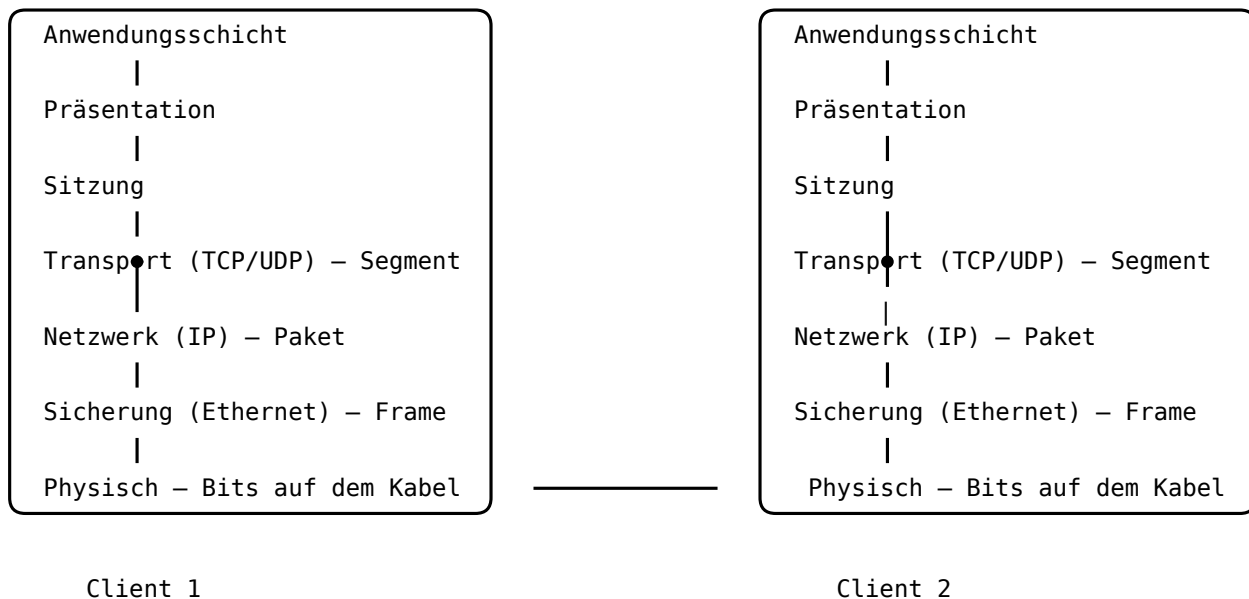 Anwendungsschicht
Präsentation
Sitzung
Transport (TCP/UDP) – Segment
Netzwerk (IP) – Paket
Sicherung (Ethernet) – Frame
Physisch – Bits auf dem Kabel
Client 1
Anwendungsschicht
Präsentation
Sitzung
Transport (TCP/UDP) – Segment
Netzwerk (IP) – Paket
Sicherung (Ethernet) – Frame
Physisch – Bits auf dem Kabel
Client 2